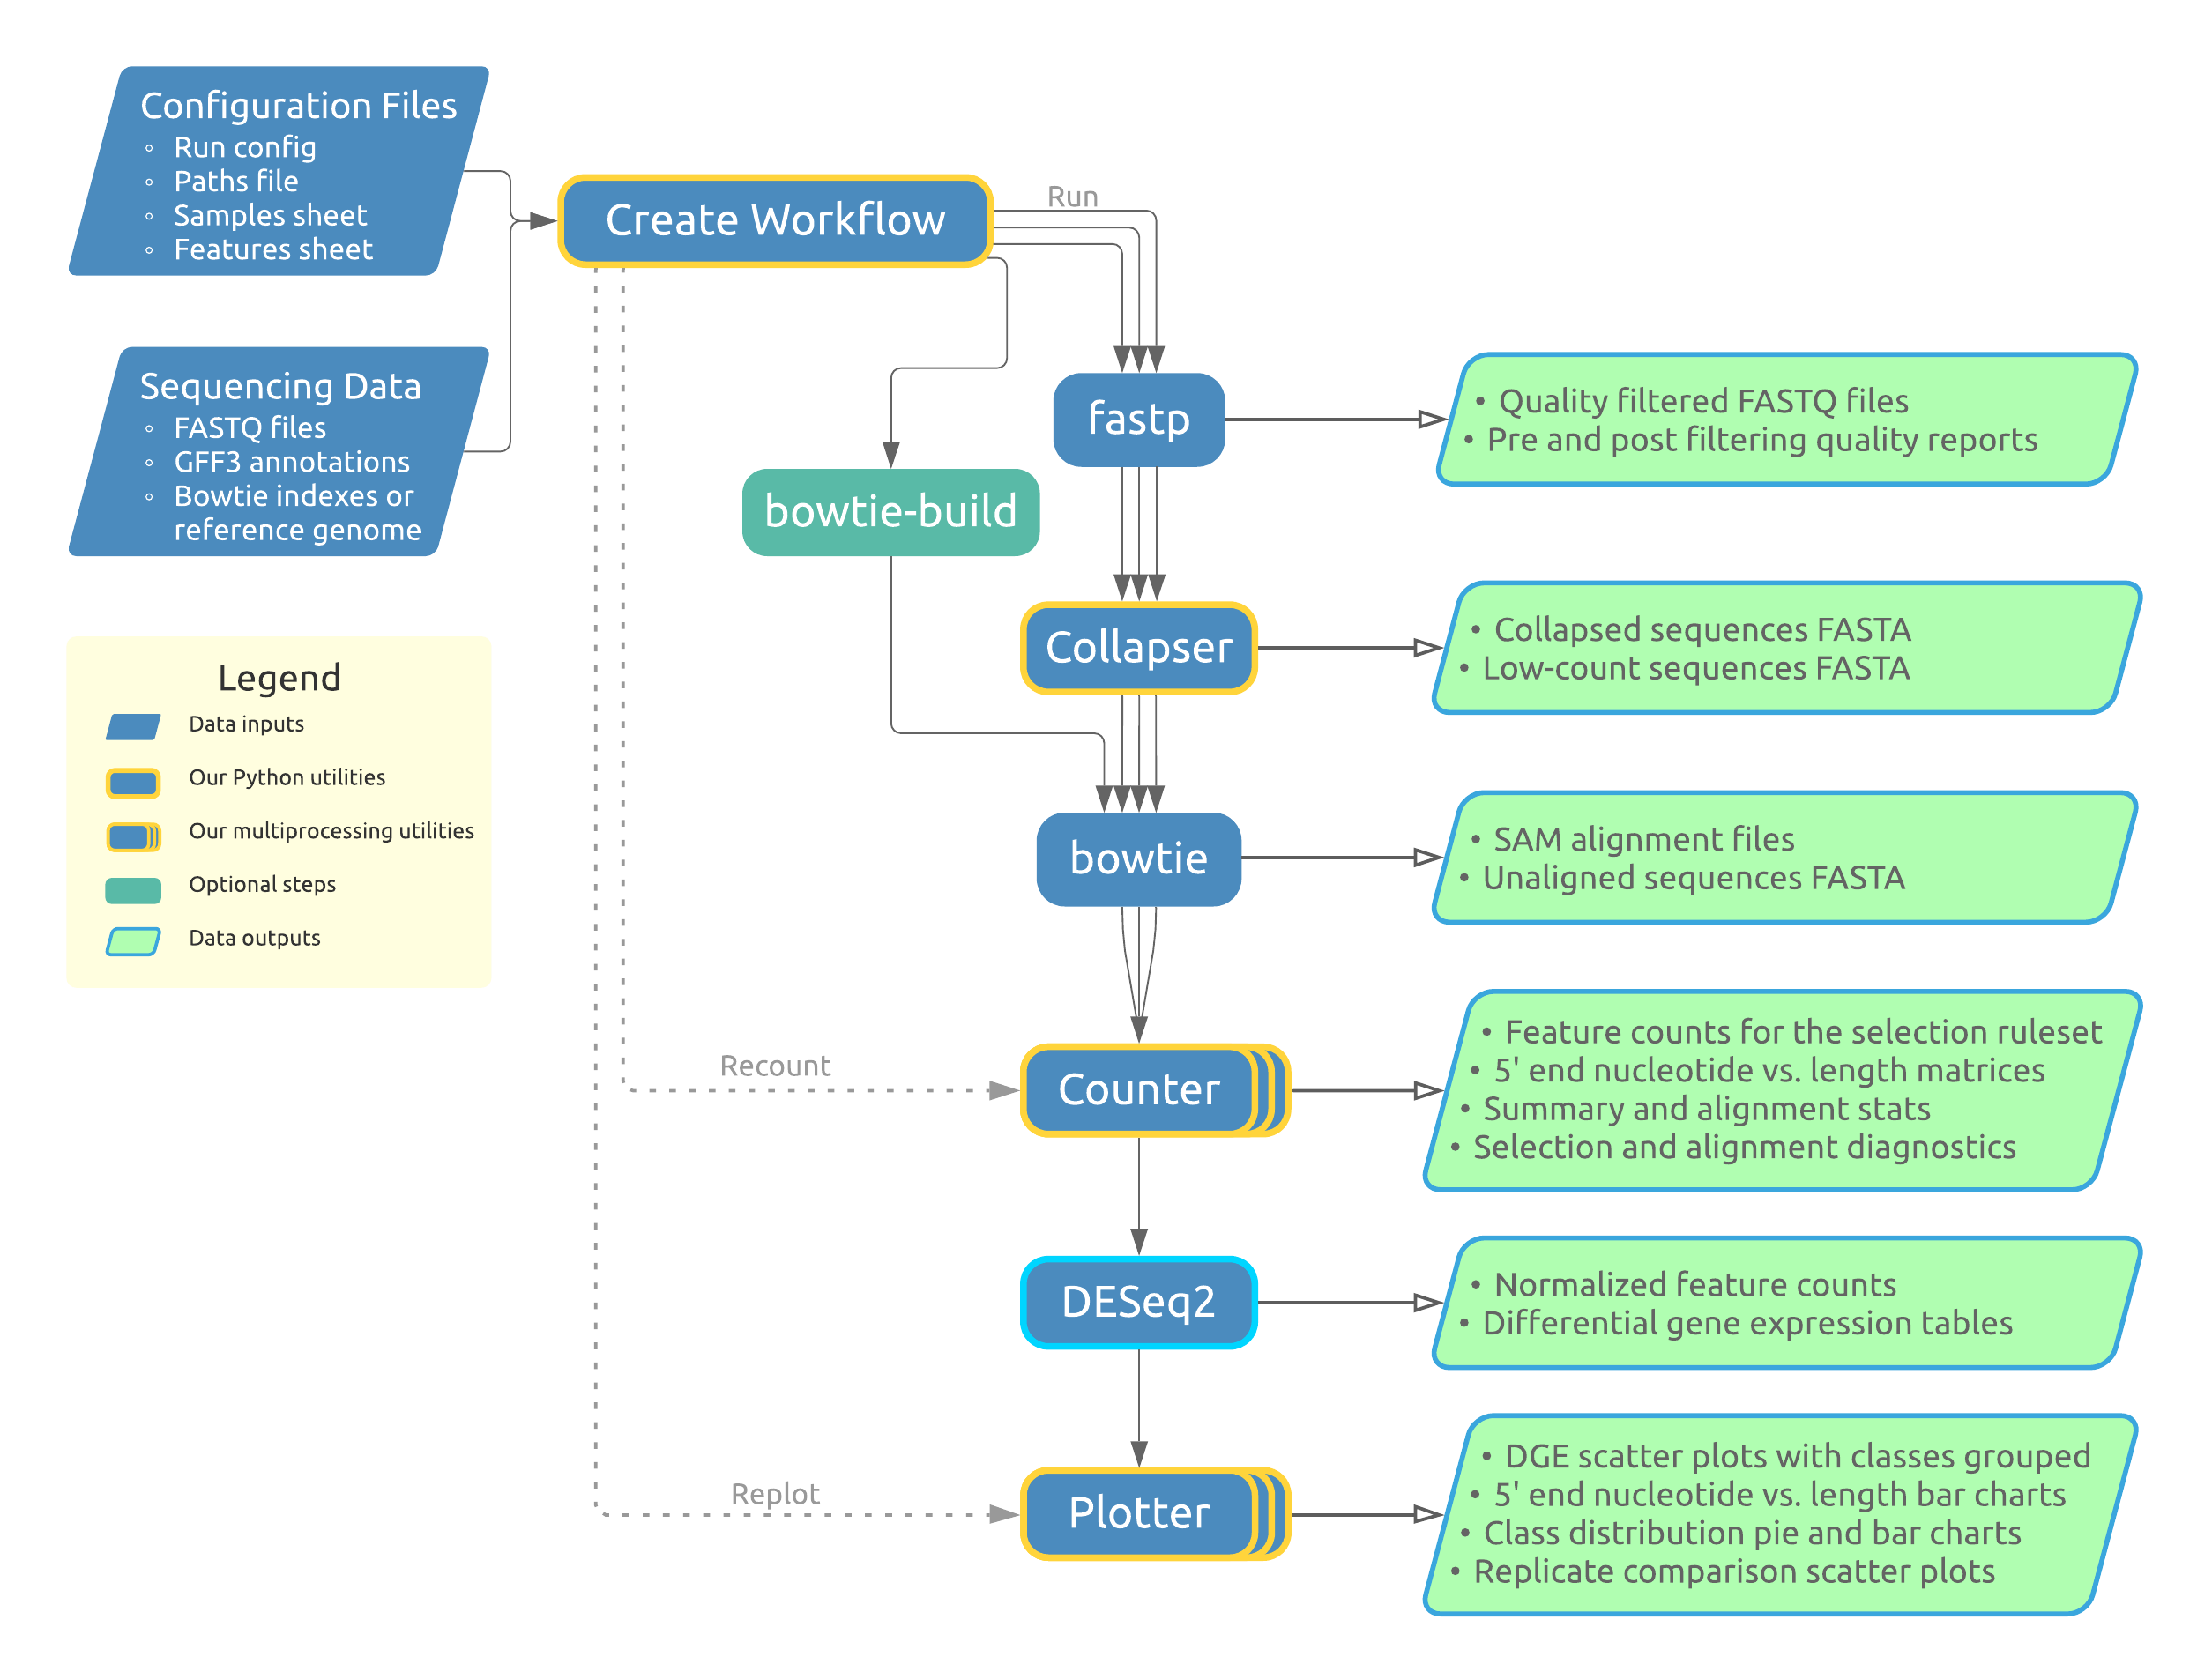 Configuration Files
◦ Run config
◦ Paths file
◦ Samples sheet
◦ Features sheet
Sequencing Data
◦ FASTQ files
◦ GFF3 annotations
◦ Bowtie indexes or
reference genome
Legend
Data inputs
Our Python utilities
Our multiprocessing utilities
Optional steps
Data outputs
Create Workflow
Run
fastp
bowtie-build
Collapser
bowtie
Recount
Counter
DESeq2
Replot
Plotter
• Quality filtered FASTQ files
• Pre and post filtering quality reports
• Collapsed sequences FASTA
• Low-count sequences FASTA
• SAM alignment files
• Unaligned sequences FASTA
• Feature counts for the selection ruleset
• 5' end nucleotide vs. length matrices
• Summary and alignment stats
• Selection and alignment diagnostics
• Normalized feature counts
• Differential gene expression tables
• DGE scatter plots with classes grouped
• 5' end nucleotide vs. length bar charts
• Class distribution pie and bar charts
• Replicate comparison scatter plots